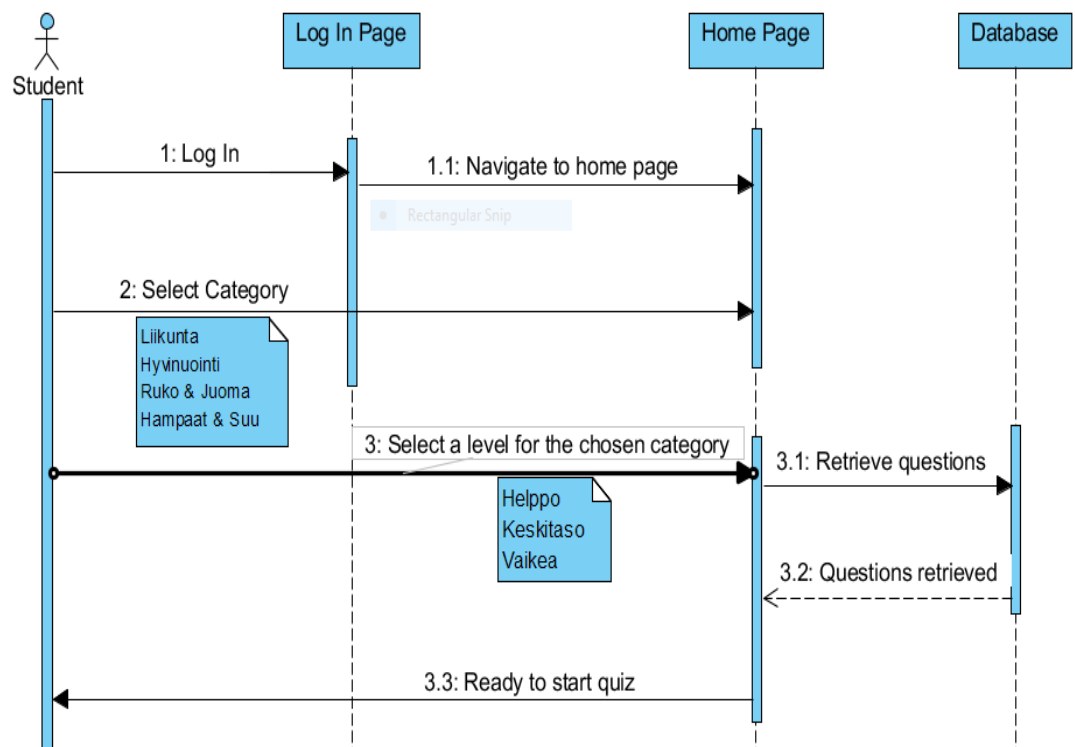 Log In Page
Home Page
Database
Student
1: Log In
1.1: Navigate to home page
Rectangular Snip
2: Select Category
Liikunta
Hyvinuointi
Ruko & Juoma
Hampaat & Suu
3: Select a level for the chosen category
3.1: Retrieve questions
Helppo
Keskitaso
Vaikea
3.2: Questions retrieved
3.3: Ready to start quiz